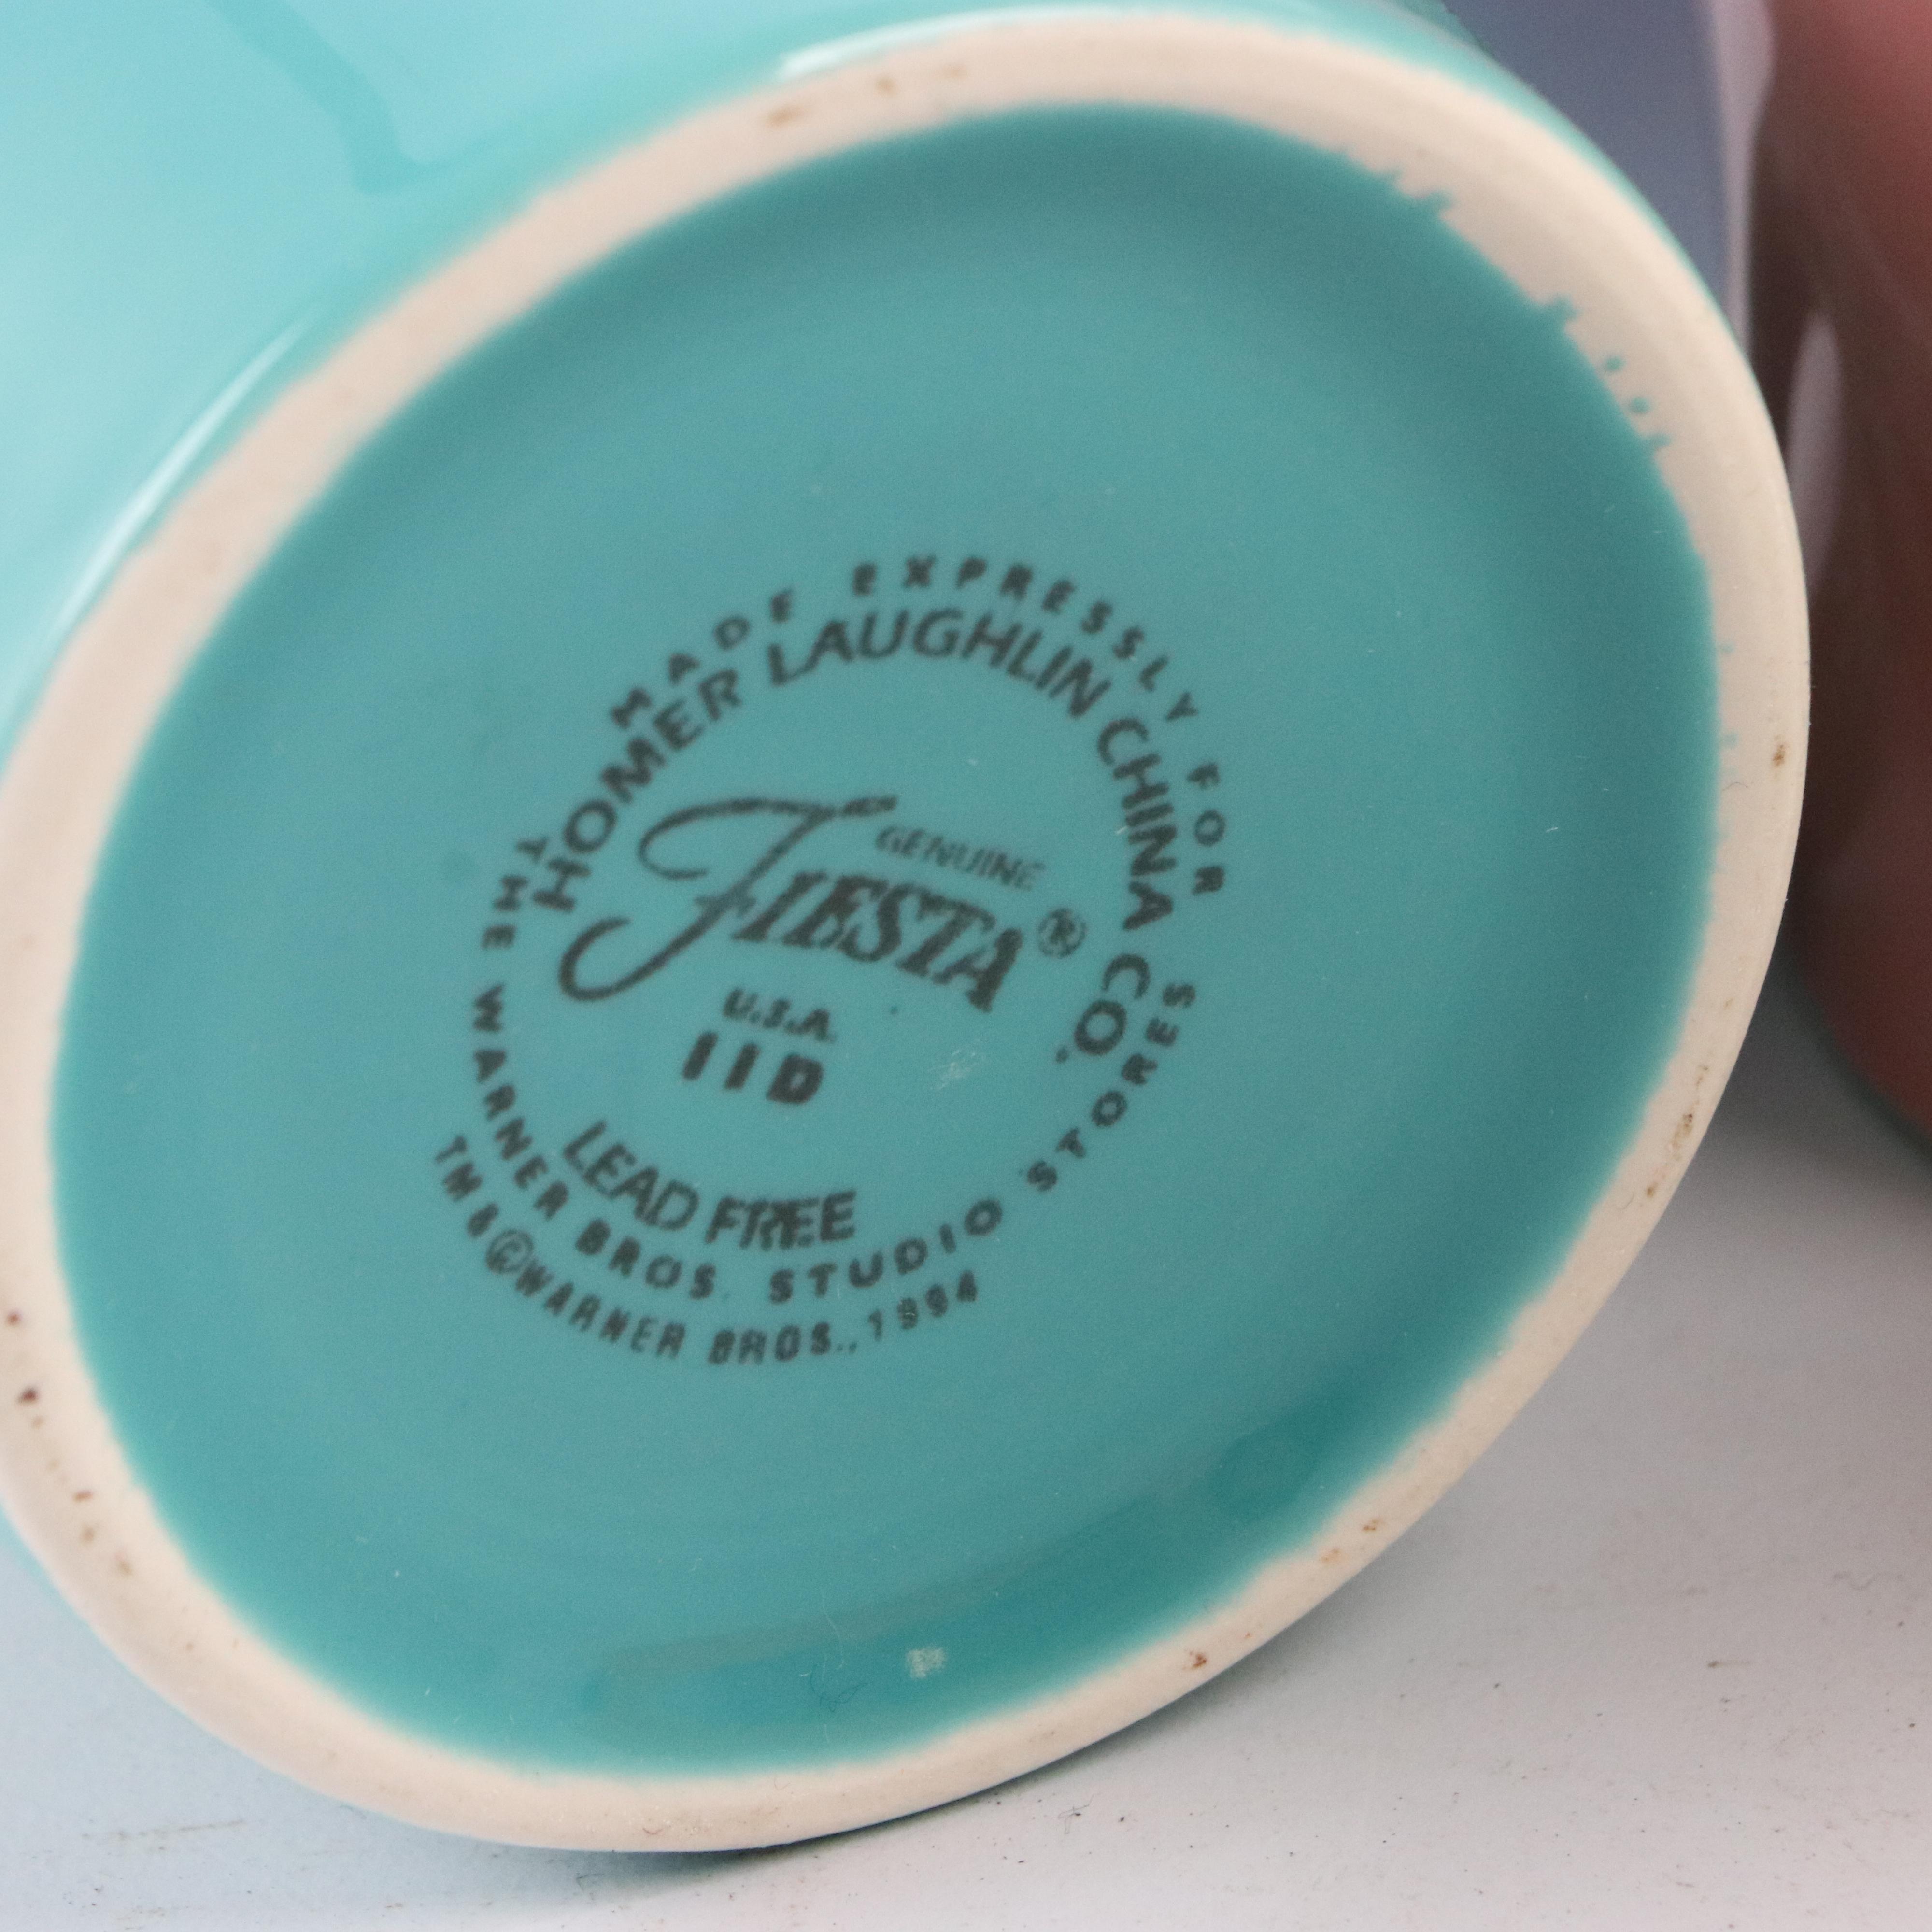 MADE EXPRESSLY FOR
HOMER LAUGHLIN CHINA CO.
GENUINE
FIESTA®
U.S.A.
11D
LEAD FREE
THE WARNER BROS. STUDIO STORES
TM & © WARNER BROS., 1994